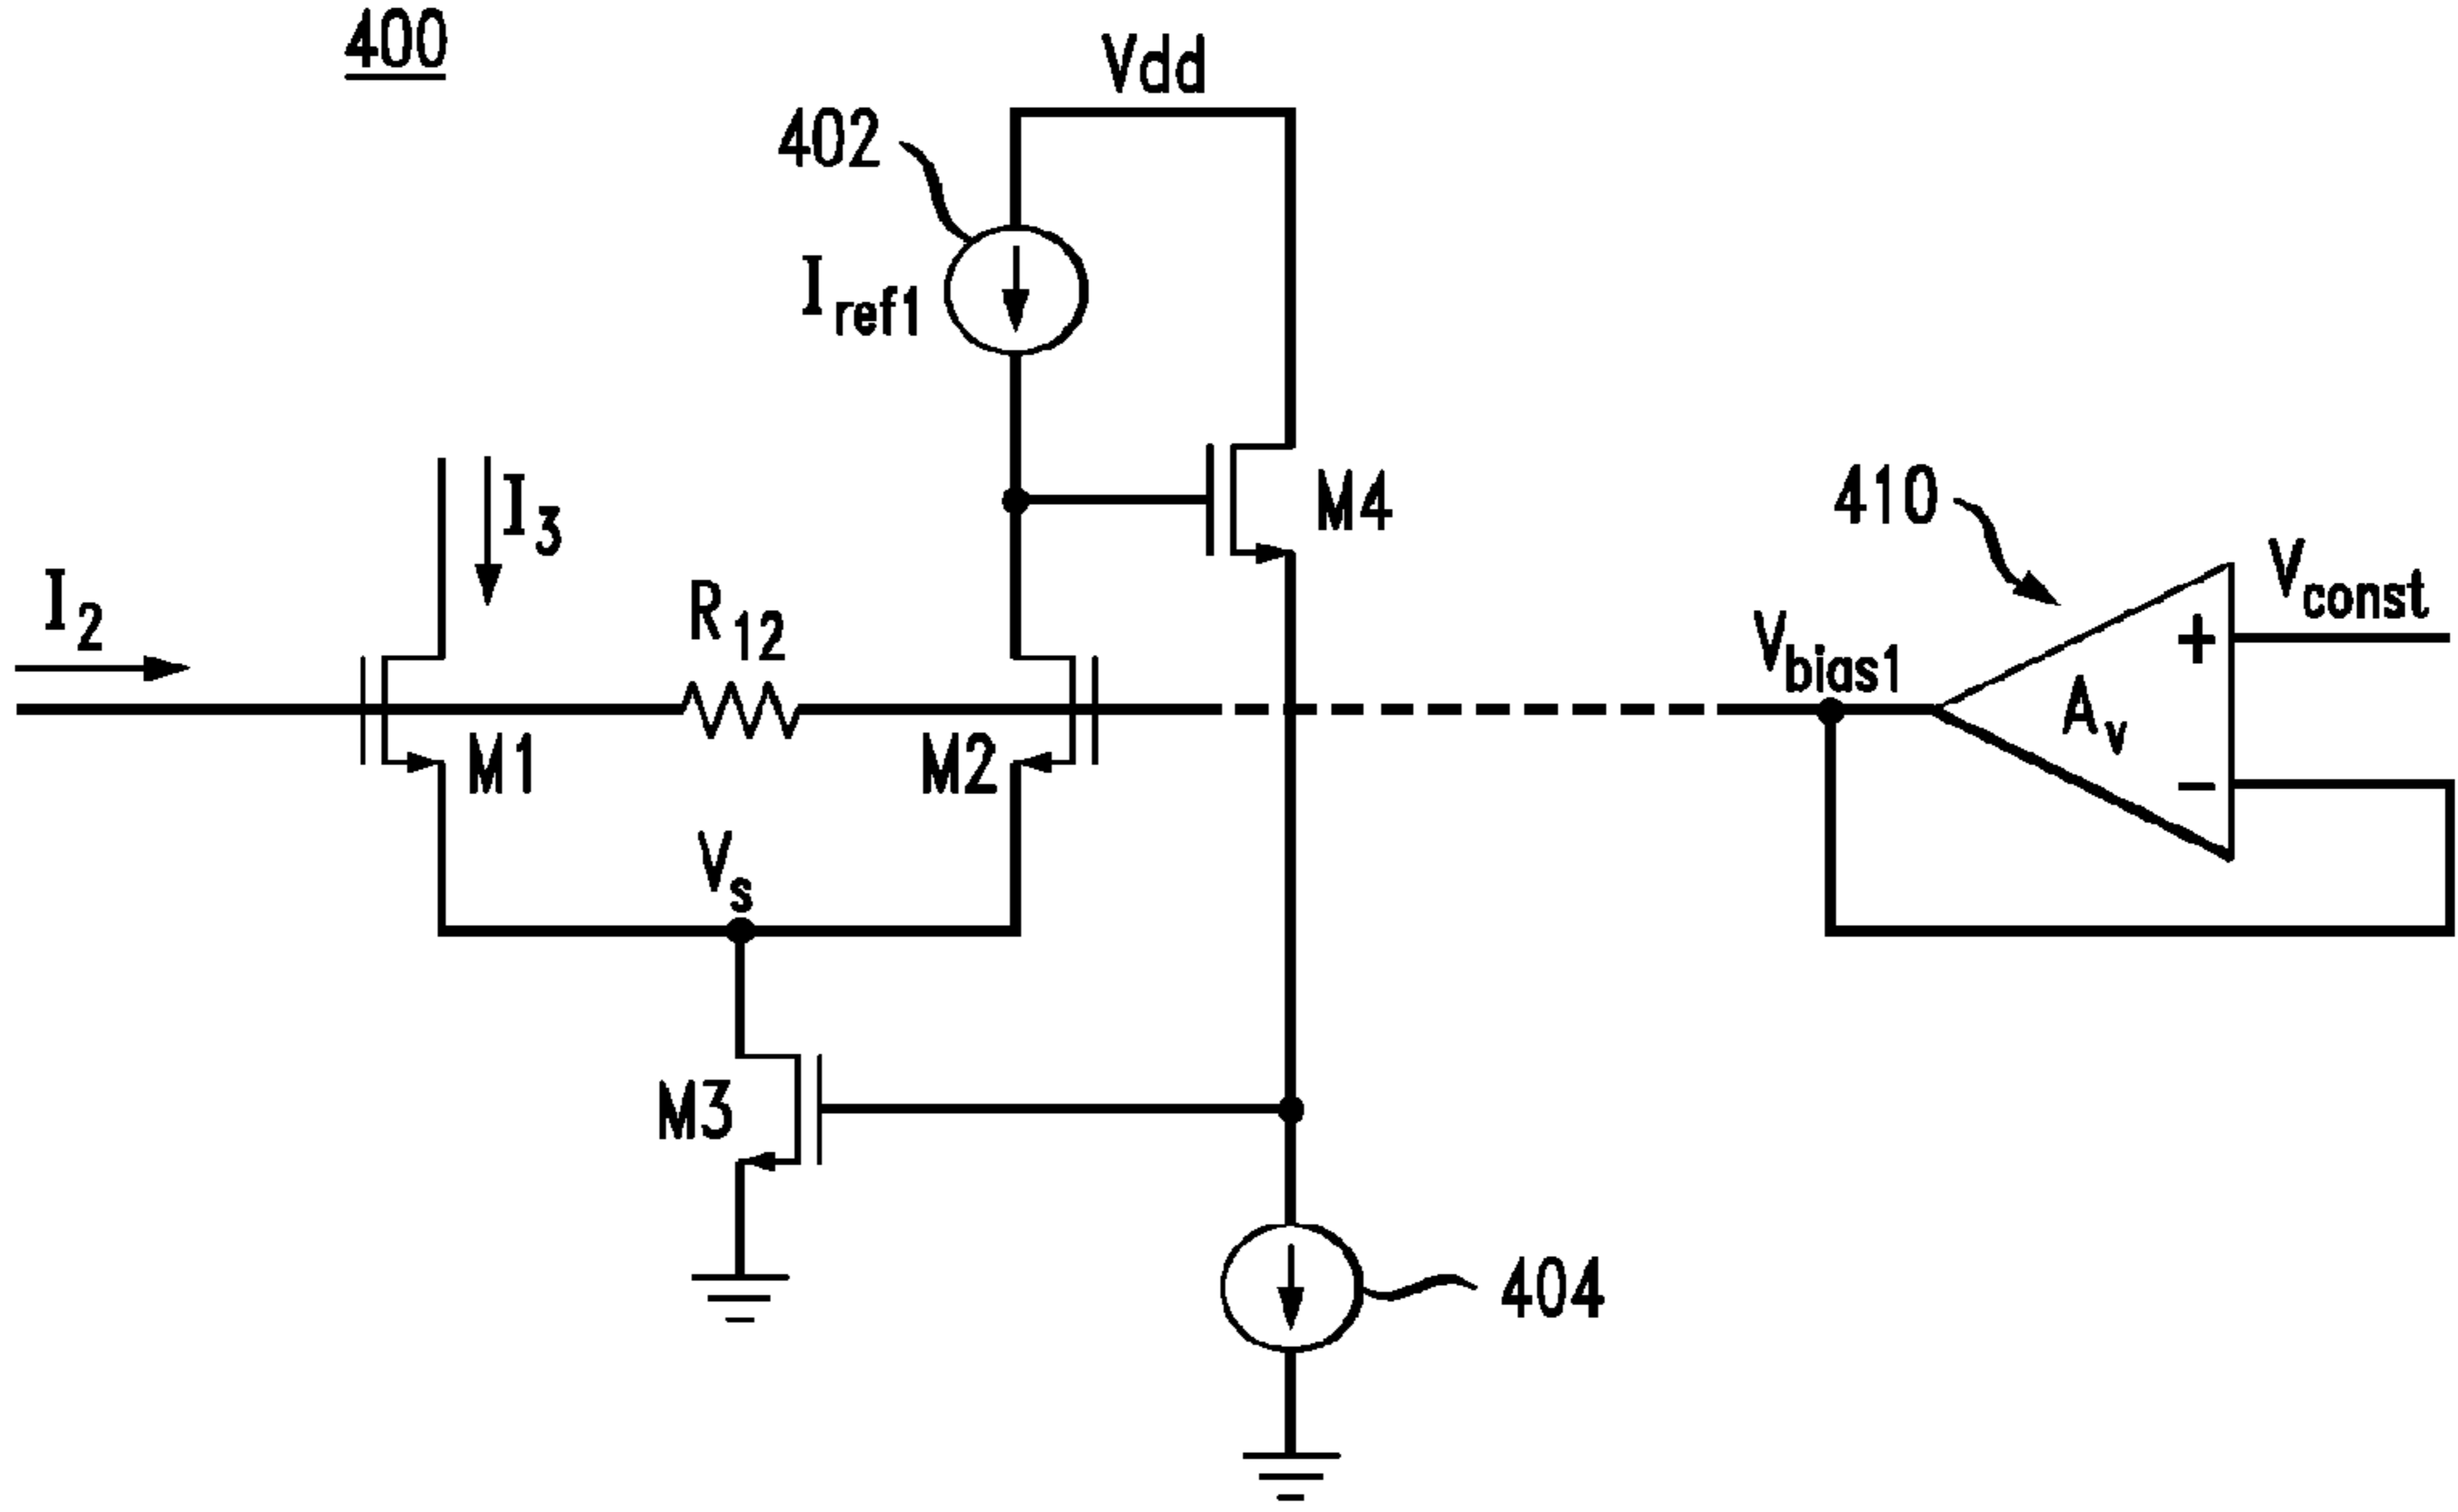 400
Vdd
402
Iref1
M4
I3
410
Vconst
I2
R12
Vbias1
+
Av
−
M1
M2
Vs
M3
404